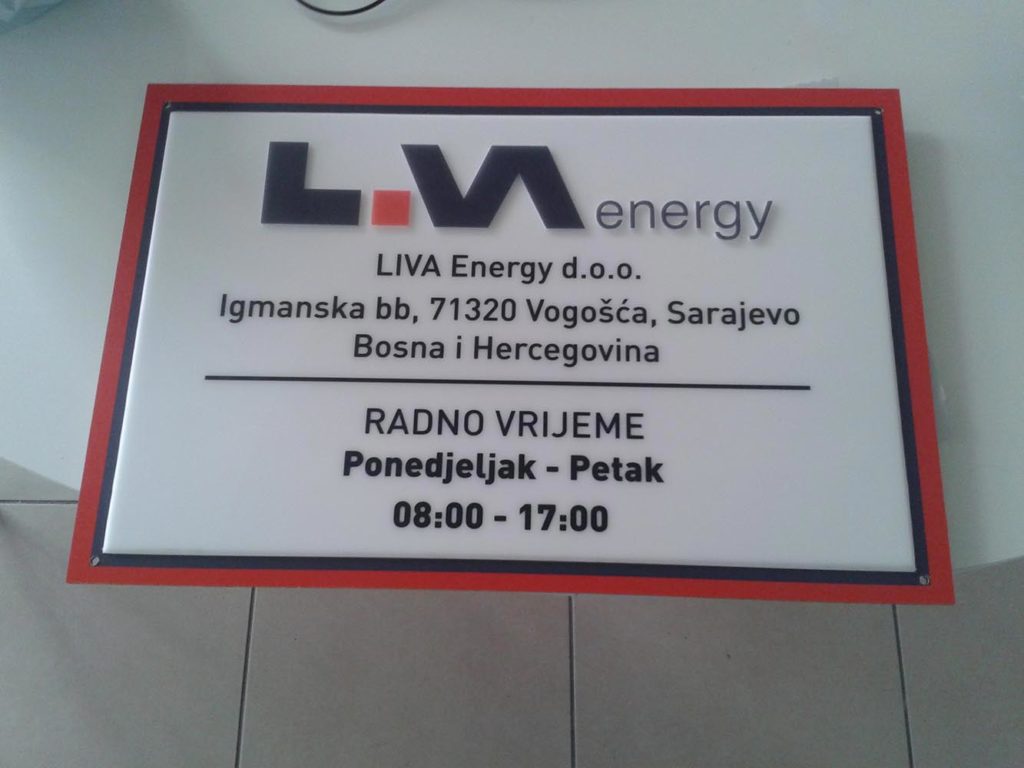 L.VA energy
LIVA Energy d.o.o.
Igmanska bb, 71320 Vogošća, Sarajevo
Bosna i Hercegovina
RADNO VRIJEME
Ponedjeljak - Petak
08:00 - 17:00